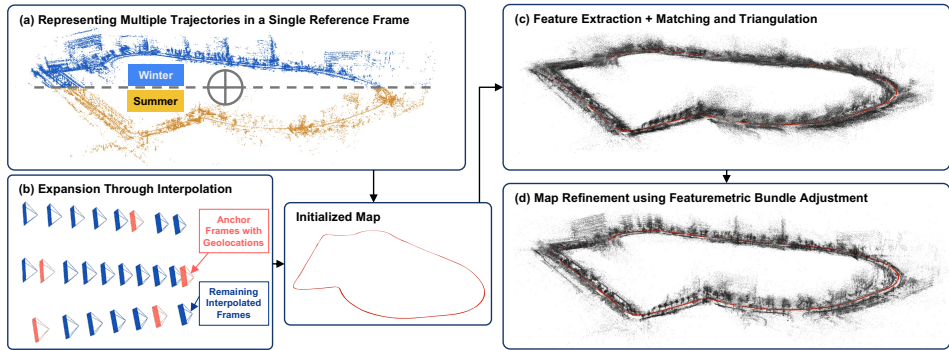 (a) Representing Multiple Trajectories in a Single Reference Frame
Winter
Summer
(b) Expansion Through Interpolation
Anchor
Frames with
Geolocations
Remaining
Interpolated
Frames
Initialized Map
(c) Feature Extraction + Matching and Triangulation
(d) Map Refinement using Featuremetric Bundle Adjustment